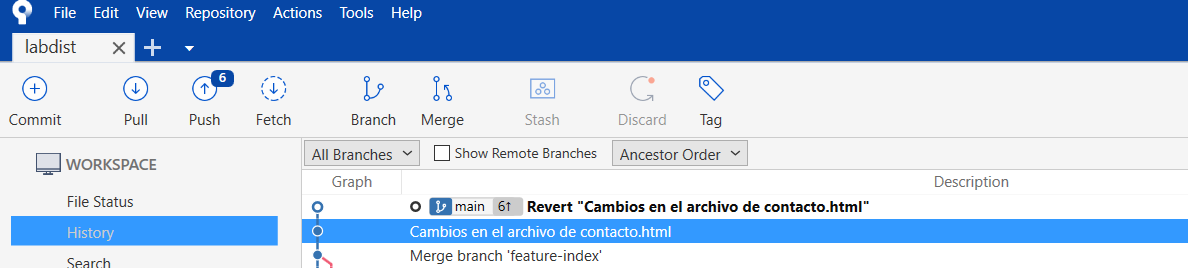 File Edit View Repository Actions Tools Help
labdist
6
Commit Pull Push Fetch Branch Merge Stash Discard Tag
WORKSPACE
All Branches Show Remote Branches Ancestor Order
Graph Description
File Status
main 6↑ Revert "Cambios en el archivo de contacto.html"
History
Cambios en el archivo de contacto.html
Merge branch 'feature-index'
Search